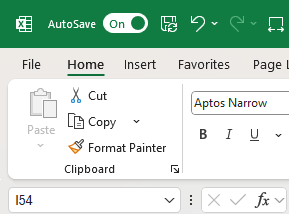 AutoSave On
File Home Insert Favorites Page L
Paste
Cut
Copy
Format Painter
Clipboard
Aptos Narrow
B I U
I54
fx